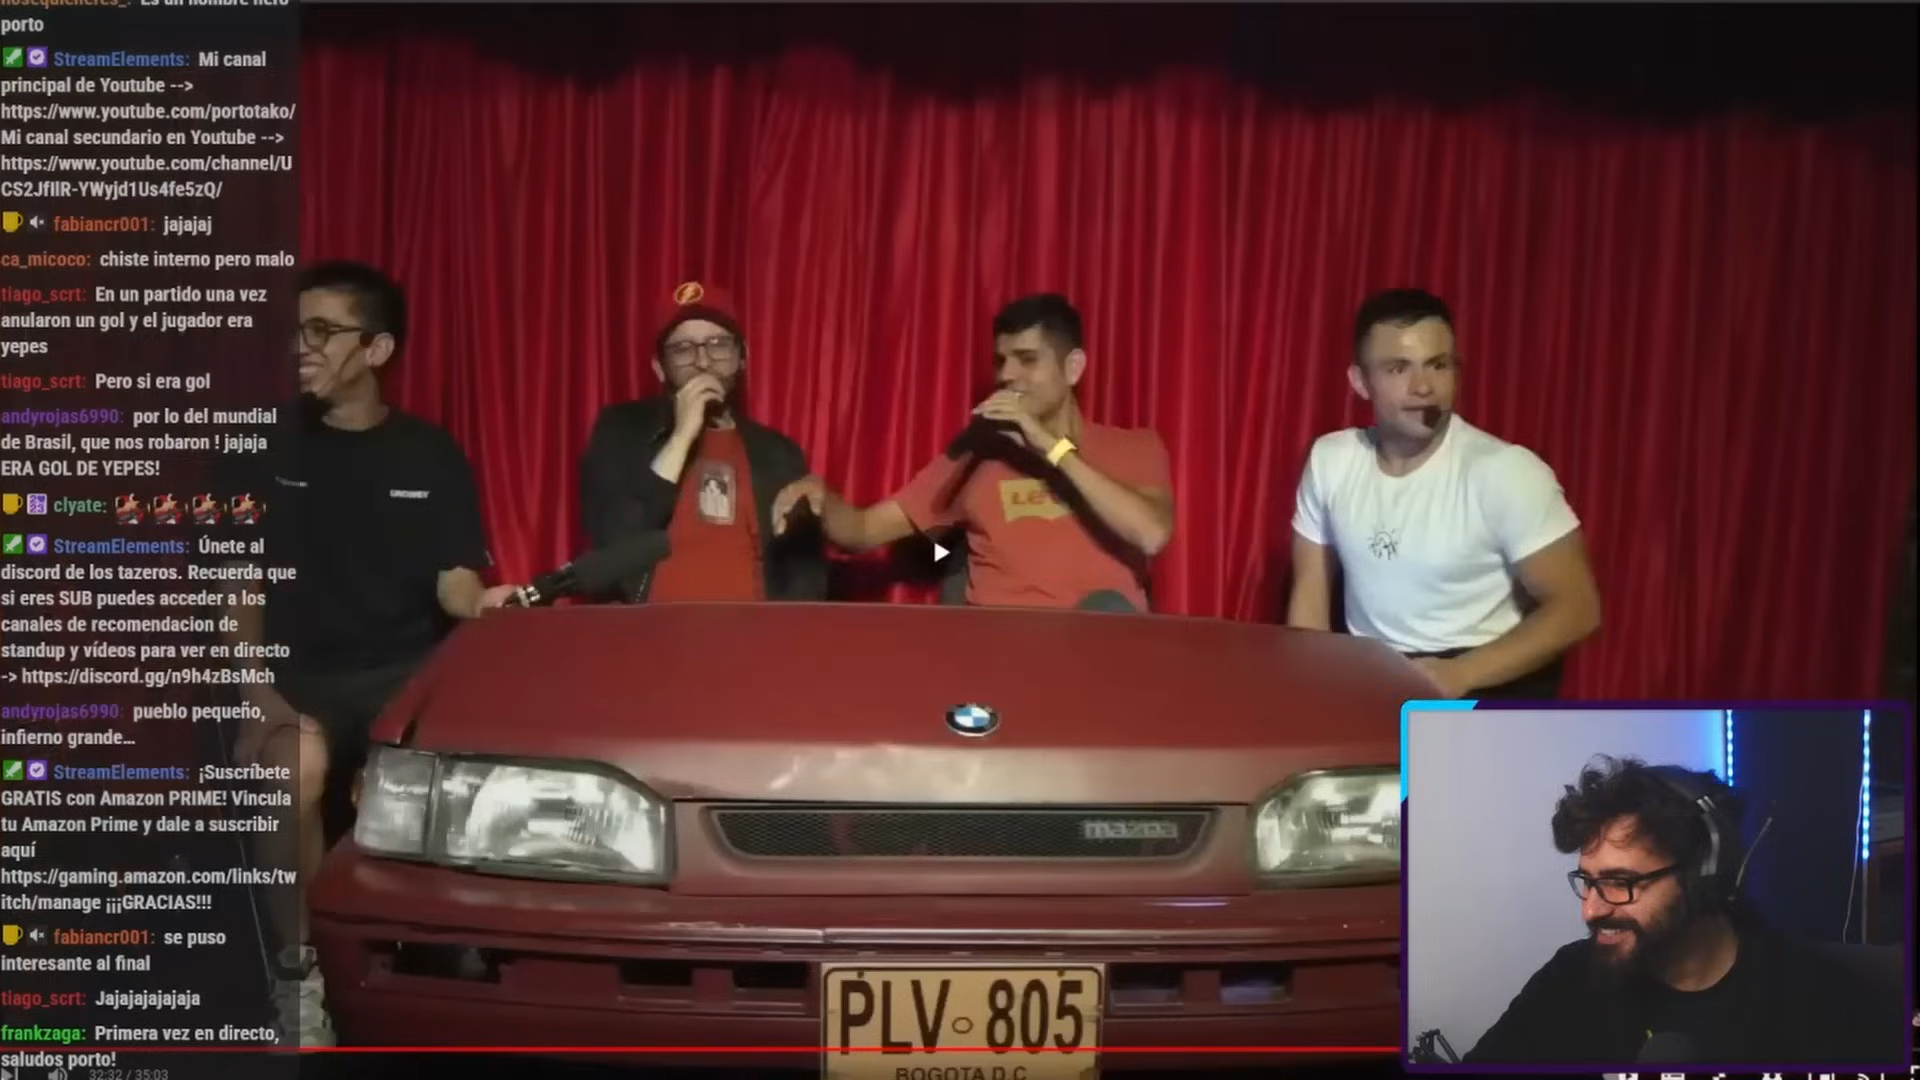 porto
StreamElements: Mi canal
principal de Youtube -->
https://www.youtube.com/portotako/
Mi canal secundario en Youtube -->
https://www.youtube.com/channel/U
CS2JfIlR-YWyjd1Us4fe5zQ/
fabiancr001: jajajaj
ca_micoco: chiste interno pero malo
tiago_scrt: En un partido una vez
anularon un gol y el jugador era
yepes
tiago_scrt: Pero si era gol
andyrojas6990: por lo del mundial
de Brasil, que nos robaron ! jajaja
ERA GOL DE YEPES!
clyate:
StreamElements: Únete al
discord de los tazeros. Recuerda que
si eres SUB puedes acceder a los
canales de recomendacion de
standup y vídeos para ver en directo
-> https://discord.gg/n9h4zBsMch
andyrojas6990: pueblo pequeño,
infierno grande...
StreamElements: ¡Suscríbete
GRATIS con Amazon PRIME! Vincula
tu Amazon Prime y dale a suscribir
aquí
https://gaming.amazon.com/links/tw
itch/manage ¡¡¡GRACIAS!!!
fabiancr001: se puso
interesante al final
tiago_scrt: Jajajajajajaja
frankzaga: Primera vez en directo,
saludos porto!
32:32 / 35:03
mazda
PLV 805
BOGOTA D.C